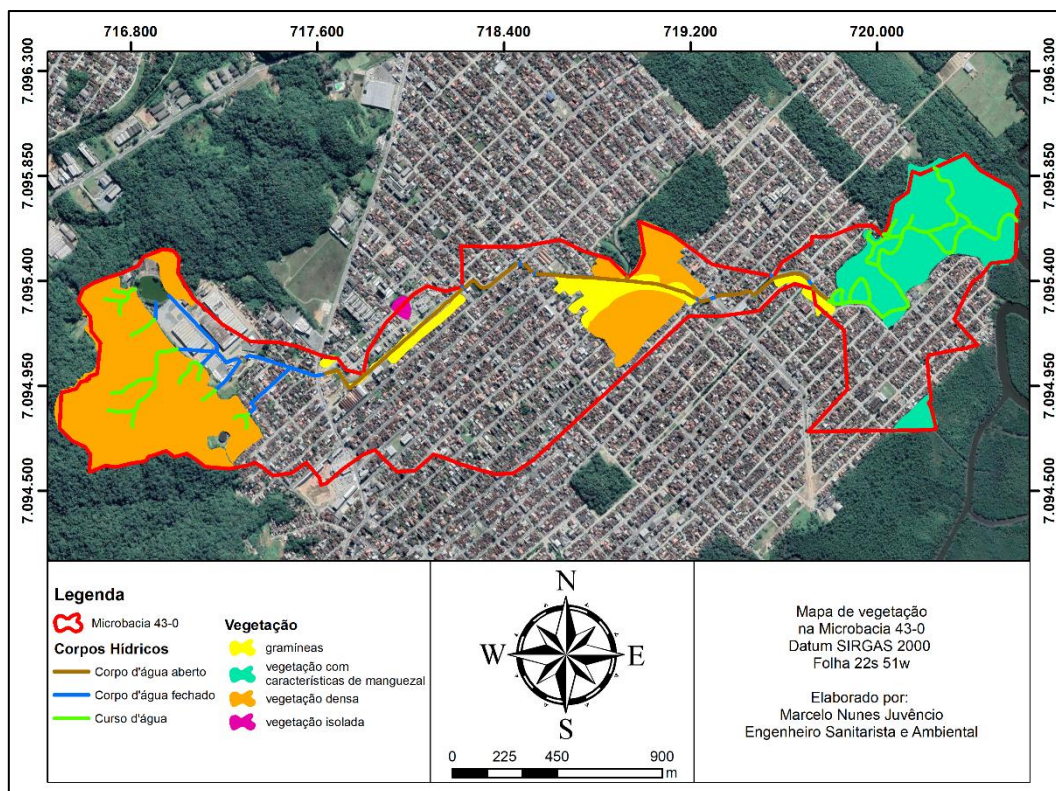 716.800 717.600 718.400 719.200 720.000
7.096.300 7.096.300
7.095.850 7.095.850
7.095.400 7.095.400
7.094.950 7.094.950
7.094.500 7.094.500
Legenda
Microbacia 43-0
Corpos Hídricos
Corpo d'água aberto
Corpo d'água fechado
Curso d'água
Vegetação
gramíneas
vegetação com
características de manguezal
vegetação densa
vegetação isolada
N
W E
S
0 225 450 900
m
Mapa de vegetação
na Microbacia 43-0
Datum SIRGAS 2000
Folha 22s 51w
Elaborado por:
Marcelo Nunes Juvêncio
Engenheiro Sanitarista e Ambiental